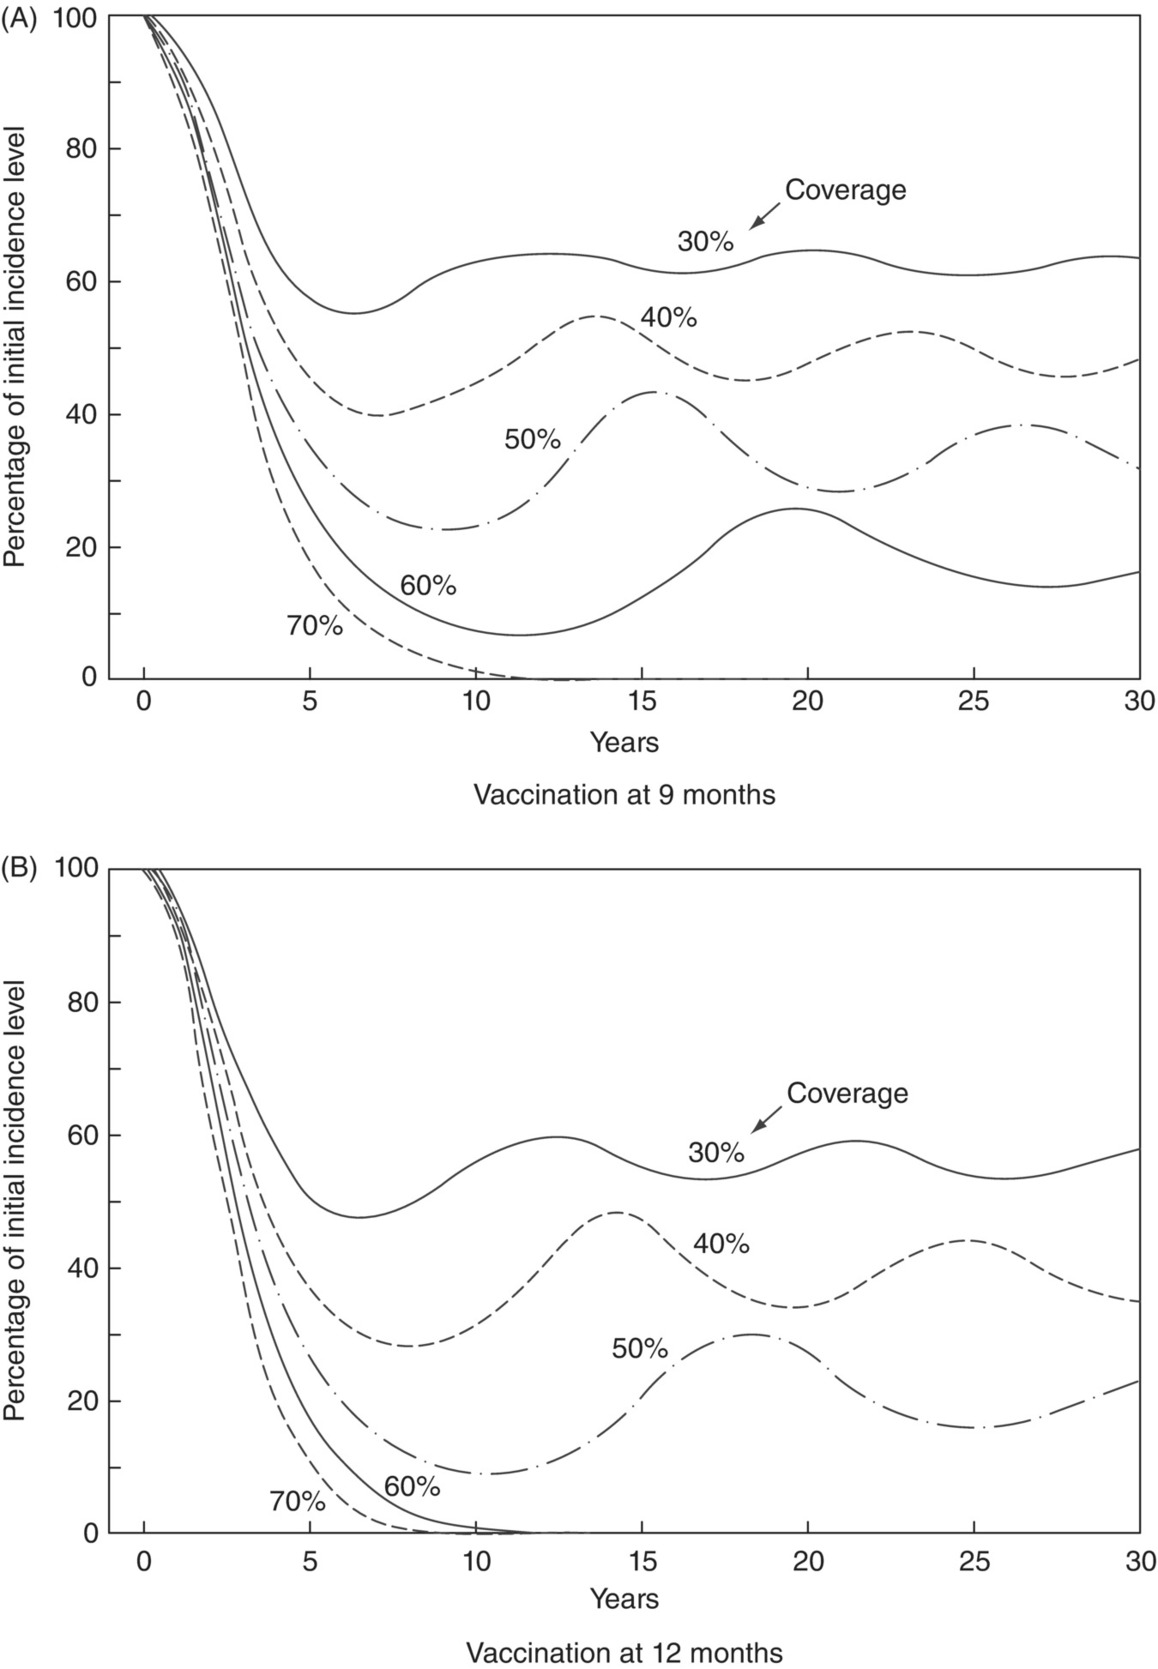 (A)
100
80
60
40
20
0
Percentage of initial incidence level
Coverage
30%
40%
50%
60%
70%
0 5 10 15 20 25 30
Years
Vaccination at 9 months
(B)
100
80
60
40
20
0
Percentage of initial incidence level
Coverage
30%
40%
50%
60%
70%
0 5 10 15 20 25 30
Years
Vaccination at 12 months